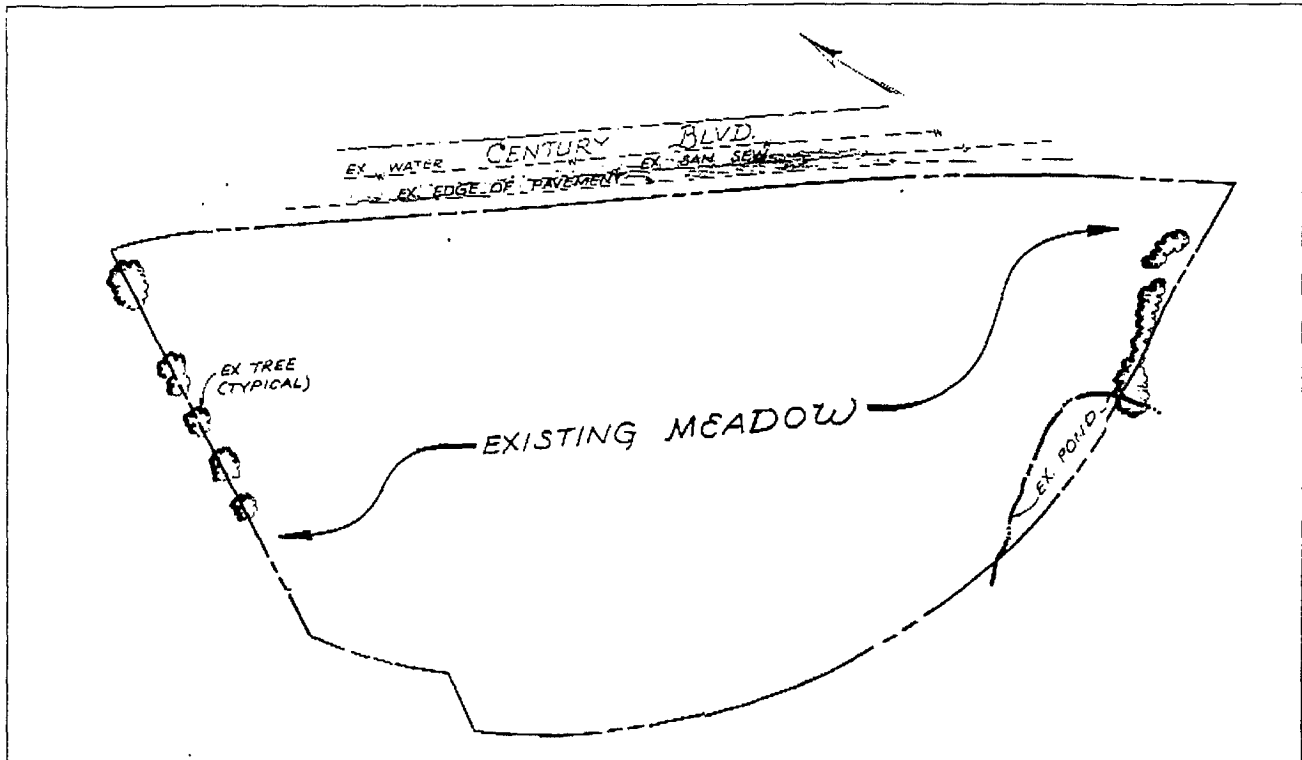 CENTURY BLVD.
EX. WATER
EX. SAN SEW.
EX. EDGE OF PAVEMENT
EX TREE
(TYPICAL)
EXISTING MEADOW
EX. POND